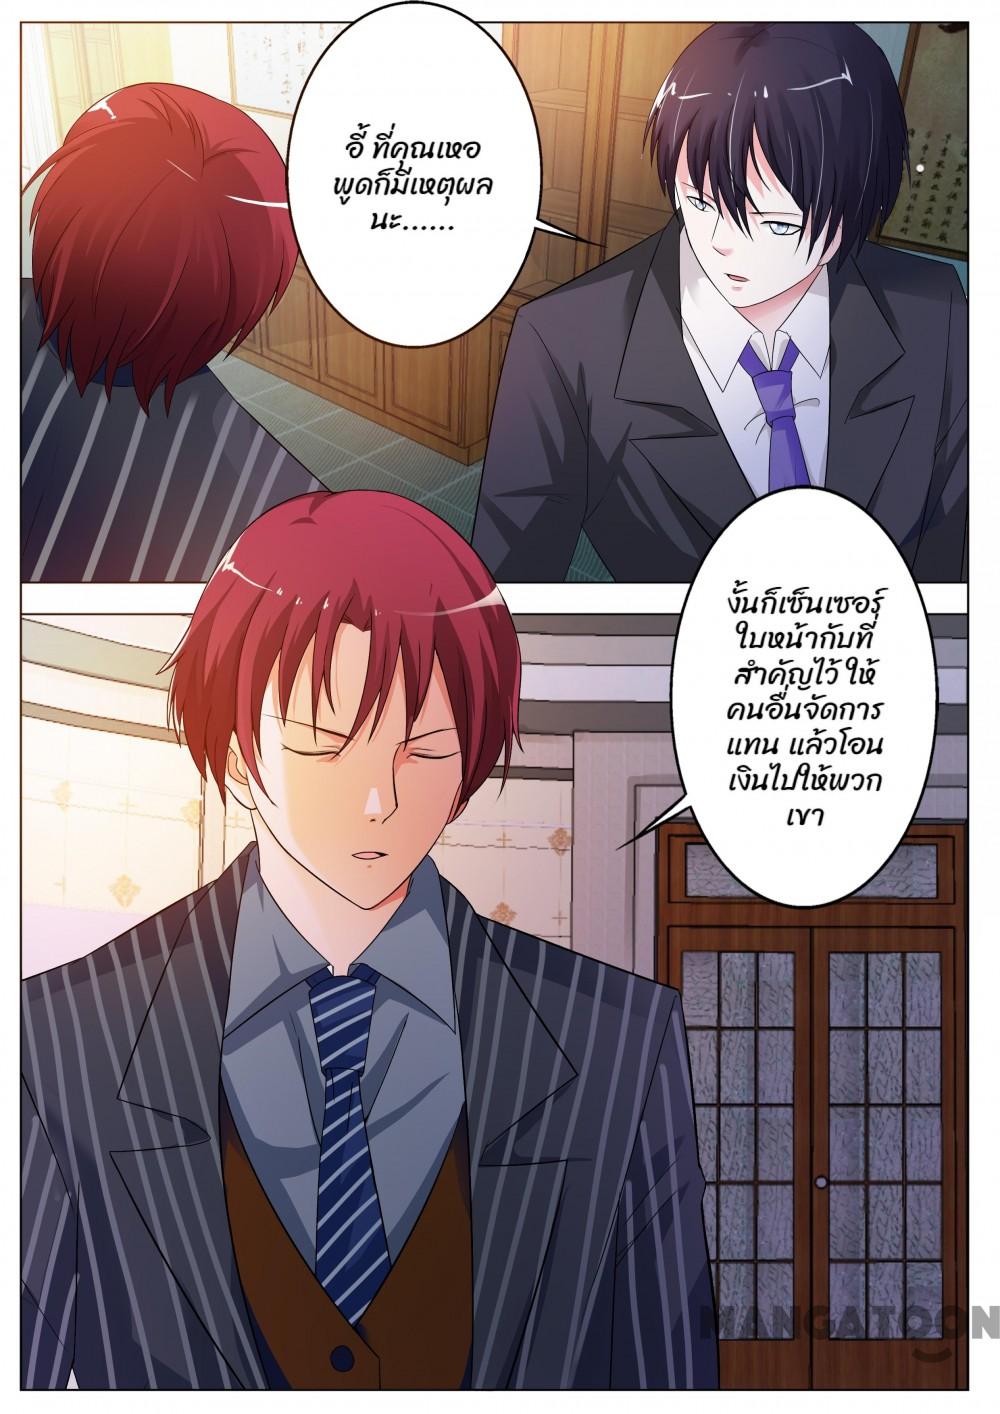 อี้ ที่คุณเหอ
พูดก็มีเหตุผล
นะ......
งั้นก็เซ็นเซอร์
ใบหน้ากับที่
สำคัญไว้ ให้
คนอื่นจัดการ
แทน แล้วโอน
เงินไปให้พวก
เขา
MANGATOON